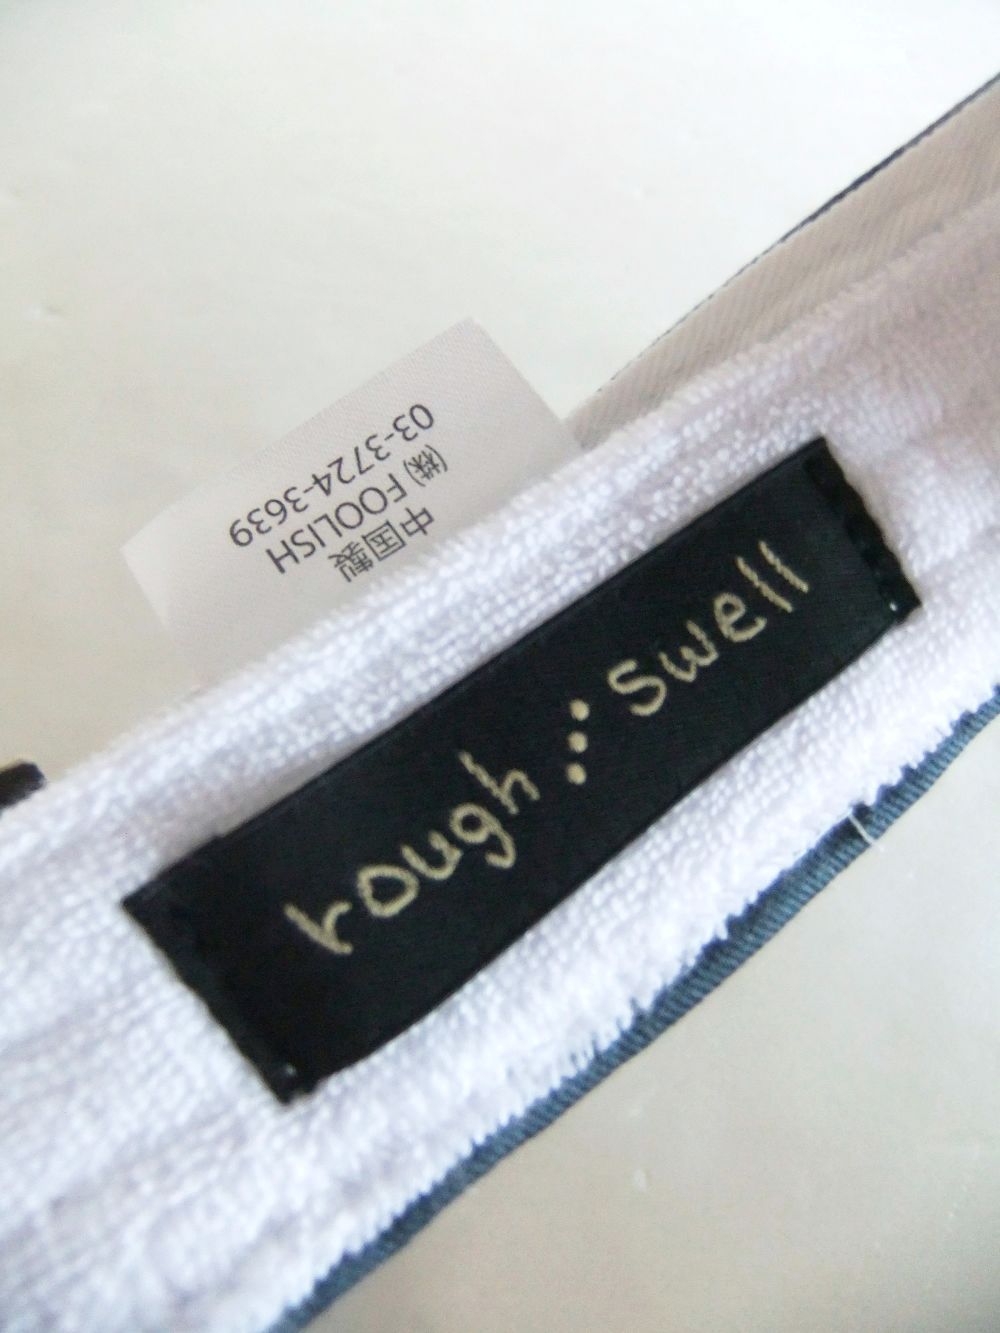 rough swell
中国製
(株) FOOLISH
03-3724-3639